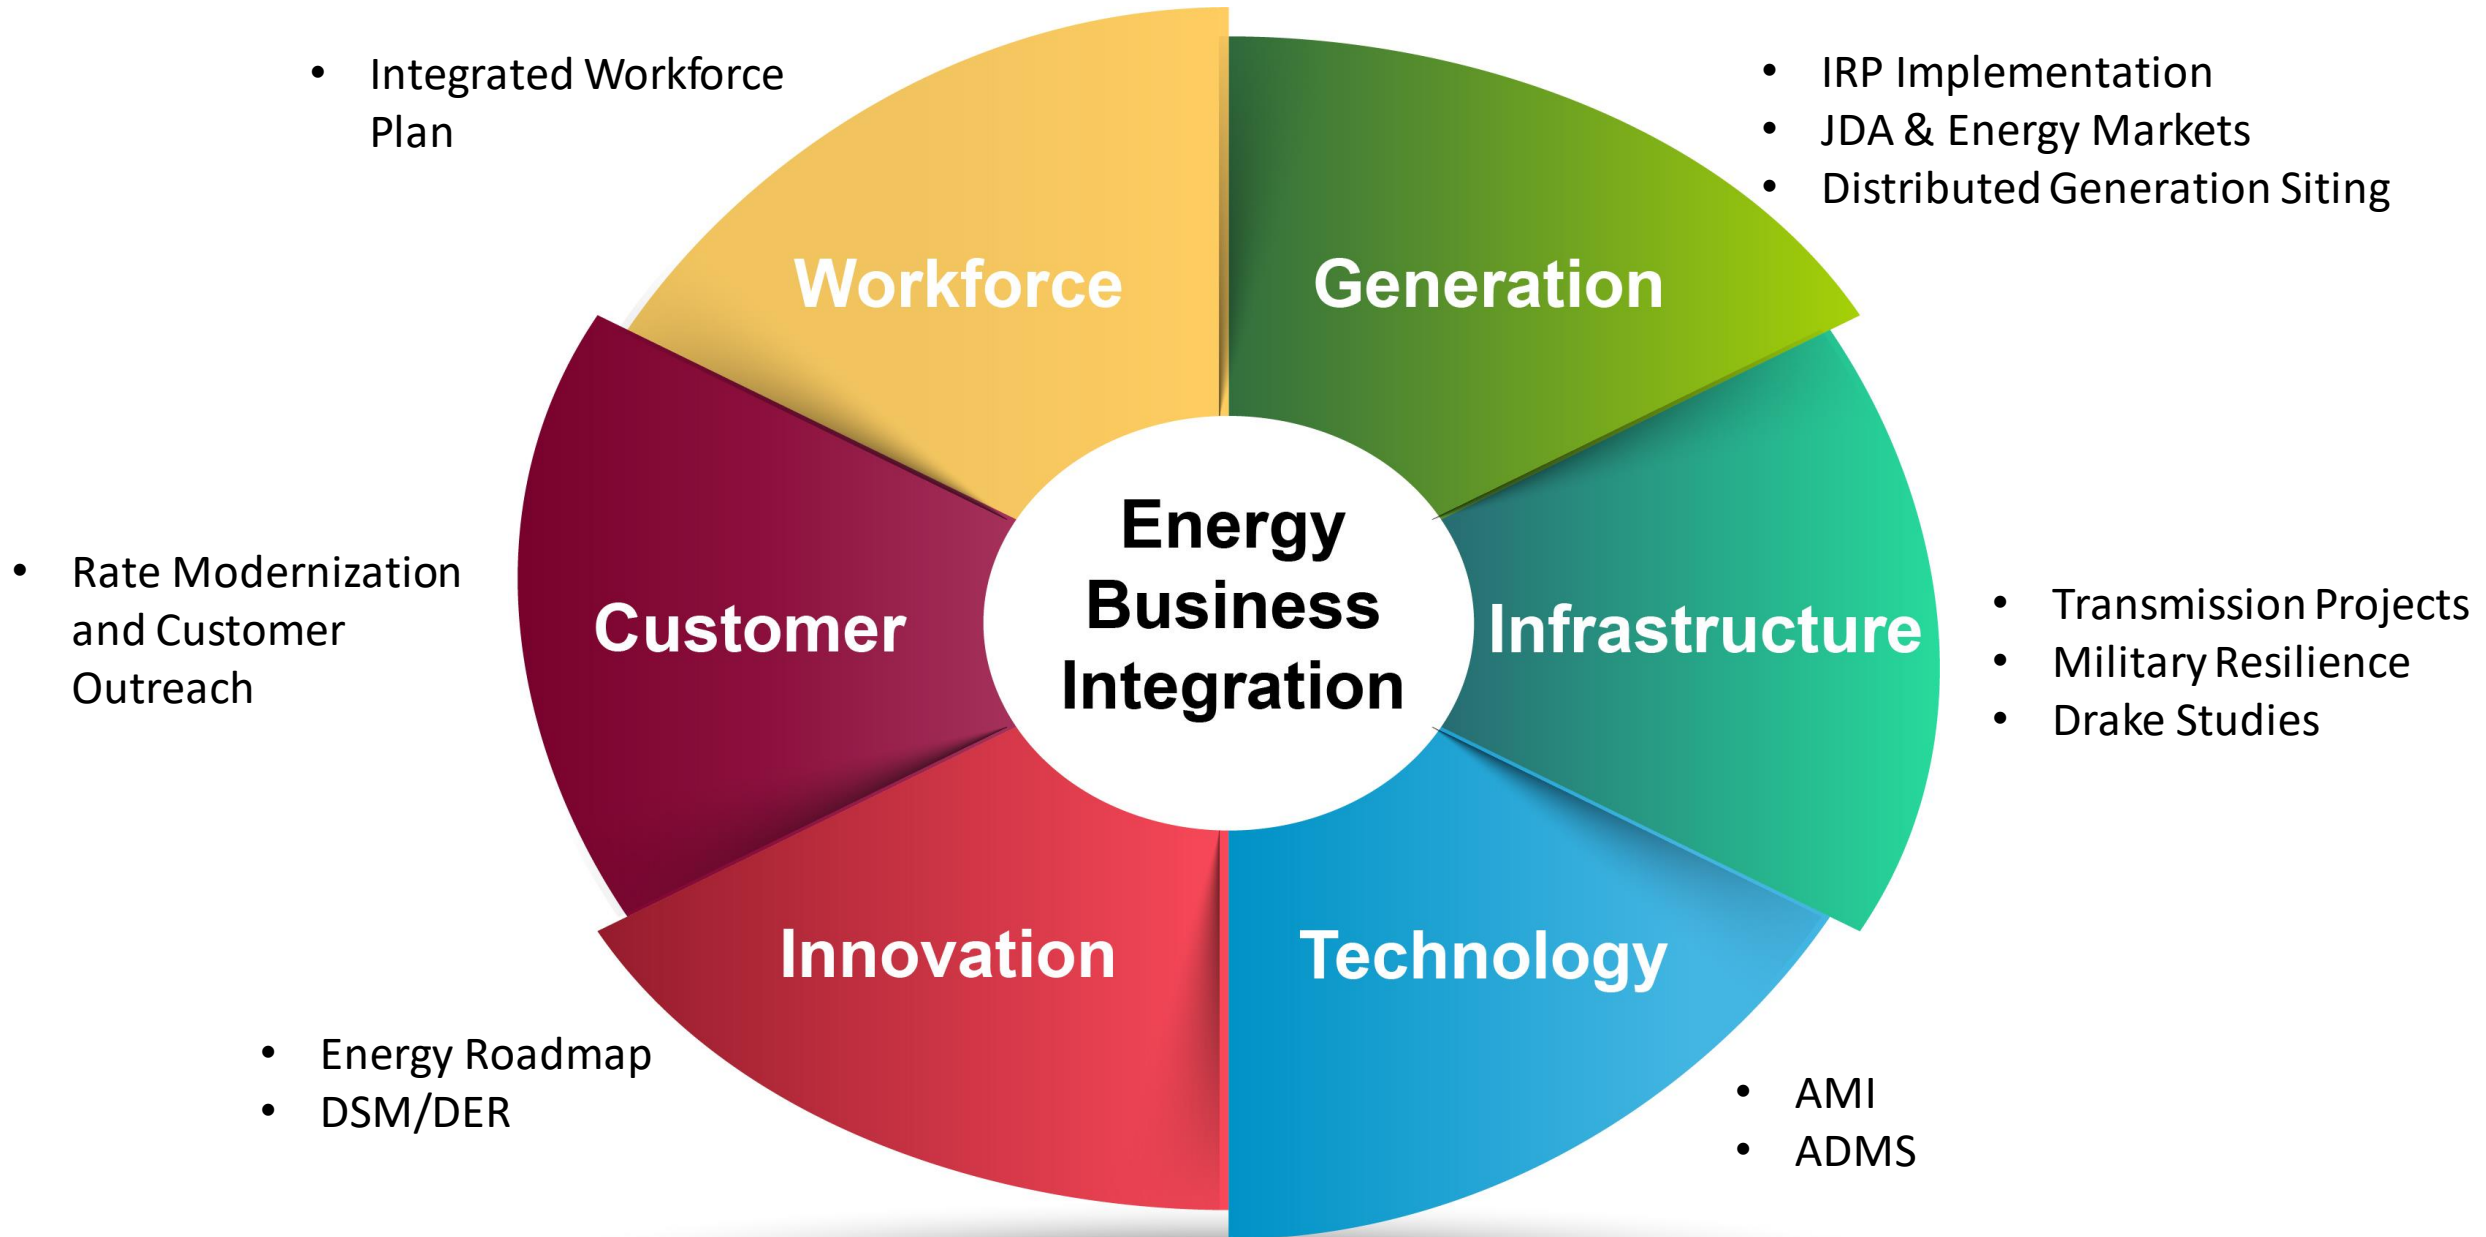 • Integrated Workforce
Plan
• IRP Implementation
• JDA & Energy Markets
• Distributed Generation Siting
Workforce
Generation
Energy
Business
Integration
• Rate Modernization
and Customer
Outreach
Customer
Infrastructure
• Transmission Projects
• Military Resilience
• Drake Studies
Innovation
Technology
• Energy Roadmap
• DSM/DER
• AMI
• ADMS